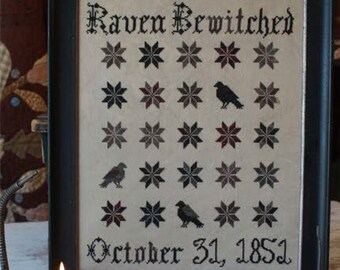 Raven Bewitched
October 31, 1851